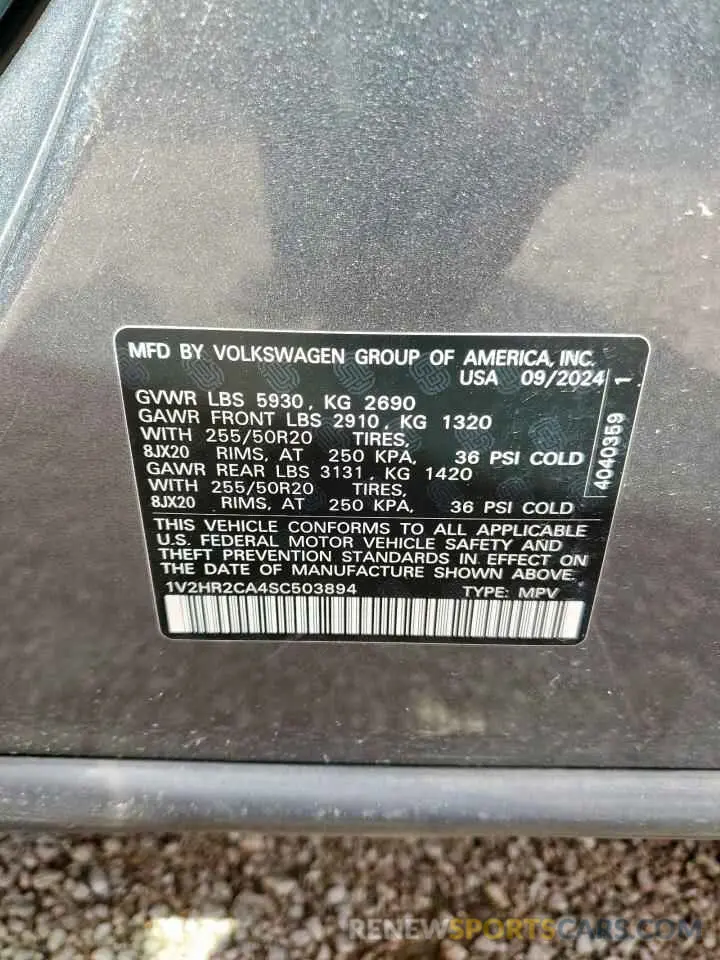 MFD BY VOLKSWAGEN GROUP OF AMERICA, INC.
USA 09/2024
GVWR LBS 5930, KG 2690
GAWR FRONT LBS 2910, KG 1320
WITH 255/50R20 TIRES,
8JX20 RIMS, AT 250 KPA, 36 PSI COLD
GAWR REAR LBS 3131, KG 1420
WITH 255/50R20 TIRES,
8JX20 RIMS, AT 250 KPA, 36 PSI COLD
4040359 1
THIS VEHICLE CONFORMS TO ALL APPLICABLE
U.S. FEDERAL MOTOR VEHICLE SAFETY AND
THEFT PREVENTION STANDARDS IN EFFECT ON
THE DATE OF MANUFACTURE SHOWN ABOVE.
1V2HR2CA4SC503894 TYPE: MPV
RENEWSPORTSCARS.COM